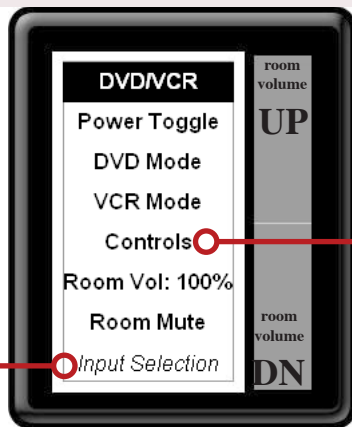 DVD/VCR
Power Toggle
DVD Mode
VCR Mode
Controls
Room Vol: 100%
Room Mute
Input Selection
room
volume
UP
room
volume
DN